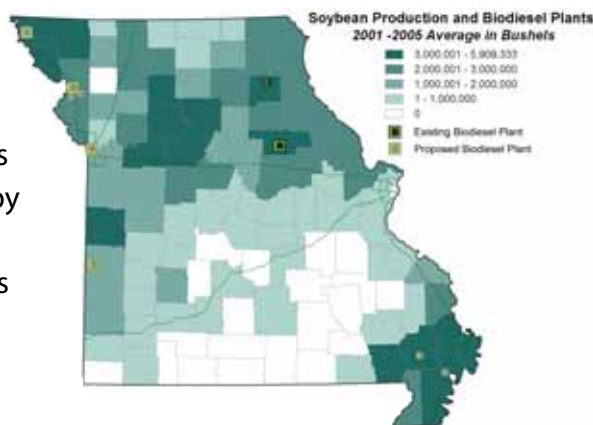 Soybean Production and Biodiesel Plants
2001 -2005 Average in Bushels
3,000,001 - 5,909,333
2,000,001 - 3,000,000
1,000,001 - 2,000,000
1 - 1,000,000
0
Existing Biodiesel Plant
Proposed Biodiesel Plant
s
oy
s